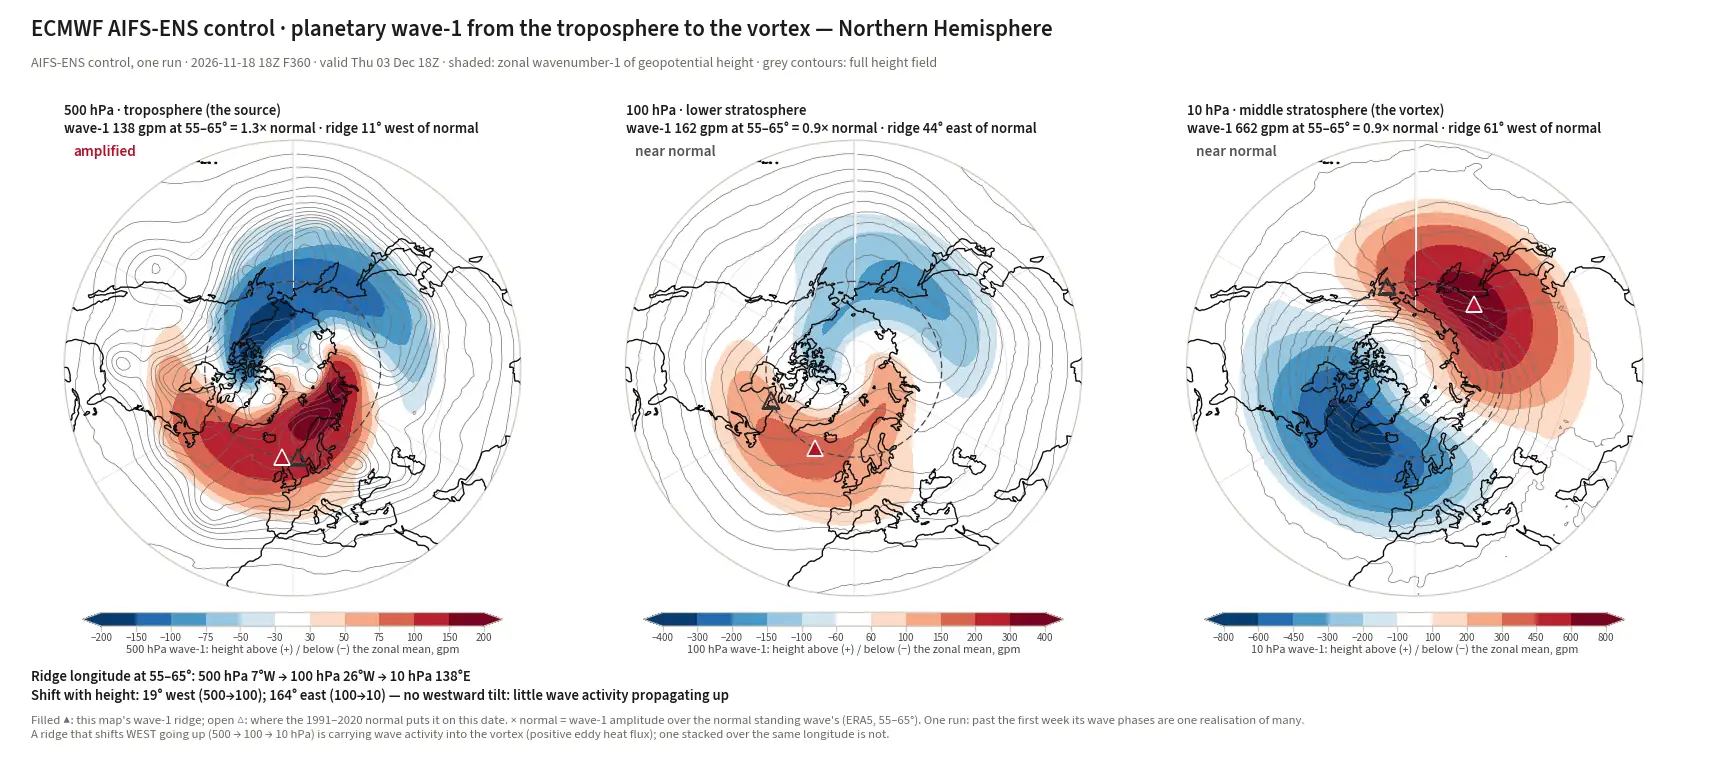 ECMWF AIFS-ENS control · planetary wave-1 from the troposphere to the vortex — Northern Hemisphere
AIFS-ENS control, one run · 2026-11-18 18Z F360 · valid Thu 03 Dec 18Z · shaded: zonal wavenumber-1 of geopotential height · grey contours: full height field
500 hPa · troposphere (the source)
wave-1 138 gpm at 55–65° = 1.3× normal · ridge 11° west of normal
amplified
100 hPa · lower stratosphere
wave-1 162 gpm at 55–65° = 0.9× normal · ridge 44° east of normal
near normal
10 hPa · middle stratosphere (the vortex)
wave-1 662 gpm at 55–65° = 0.9× normal · ridge 61° west of normal
near normal
−200 −150 −100 −75 −50 −30 30 50 75 100 150 200
500 hPa wave-1: height above (+) / below (−) the zonal mean, gpm
−400 −300 −200 −150 −100 −60 60 100 150 200 300 400
100 hPa wave-1: height above (+) / below (−) the zonal mean, gpm
−800 −600 −450 −300 −200 −100 100 200 300 450 600 800
10 hPa wave-1: height above (+) / below (−) the zonal mean, gpm
Ridge longitude at 55–65°: 500 hPa 7°W → 100 hPa 26°W → 10 hPa 138°E
Shift with height: 19° west (500→100); 164° east (100→10) — no westward tilt: little wave activity propagating up
Filled ▲: this map's wave-1 ridge; open △: where the 1991–2020 normal puts it on this date. × normal = wave-1 amplitude over the normal standing wave's (ERA5, 55–65°). One run: past the first week its wave phases are one realisation of many.
A ridge that shifts WEST going up (500 → 100 → 10 hPa) is carrying wave activity into the vortex (positive eddy heat flux); one stacked over the same longitude is not.